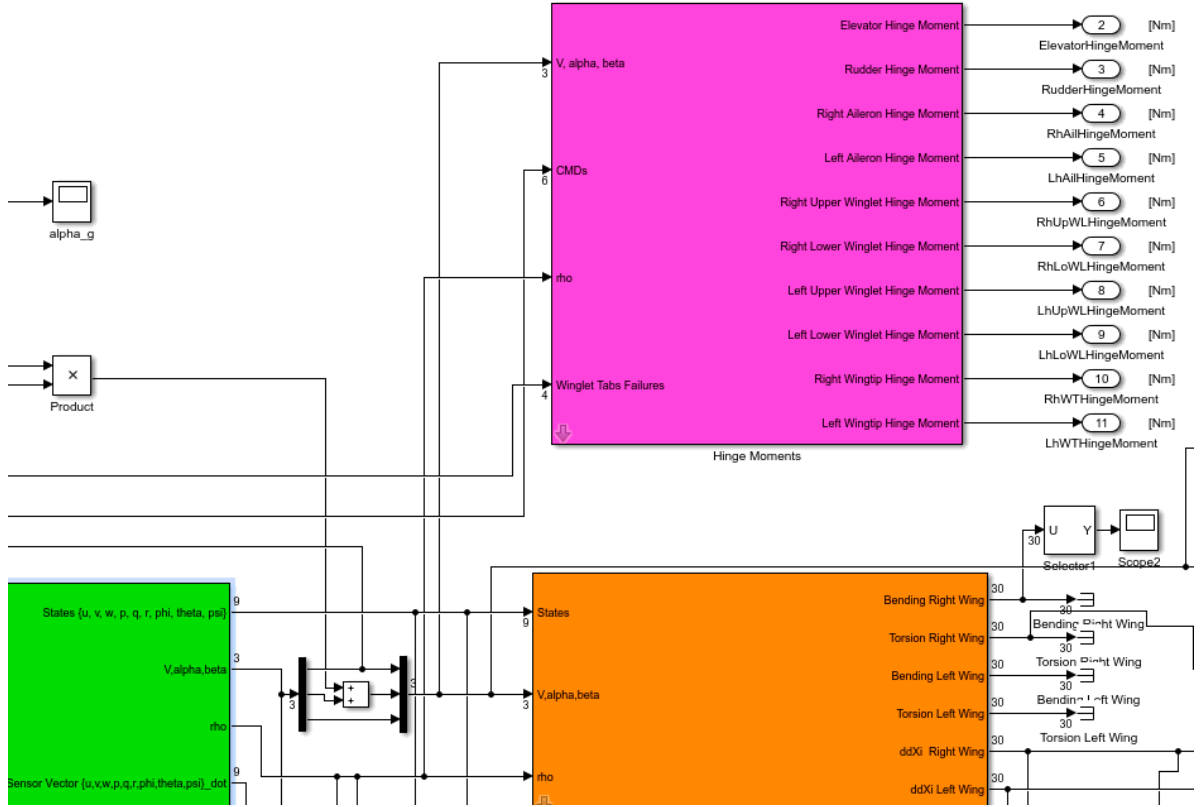 Elevator Hinge Moment
2
[Nm]
ElevatorHingeMoment
V, alpha, beta
3
Rudder Hinge Moment
3
[Nm]
RudderHingeMoment
Right Aileron Hinge Moment
4
[Nm]
RhAilHingeMoment
Left Aileron Hinge Moment
5
[Nm]
LhAilHingeMoment
CMDs
6
Right Upper Winglet Hinge Moment
6
[Nm]
RhUpWLHingeMoment
alpha_g
Right Lower Winglet Hinge Moment
7
[Nm]
RhLoWLHingeMoment
rho
Left Upper Winglet Hinge Moment
8
[Nm]
LhUpWLHingeMoment
Left Lower Winglet Hinge Moment
9
[Nm]
LhLoWLHingeMoment
×
Product
Winglet Tabs Failures
4
Right Wingtip Hinge Moment
10
[Nm]
RhWTHingeMoment
Left Wingtip Hinge Moment
11
[Nm]
LhWTHingeMoment
Hinge Moments
30
U Y
Selector1
Scope2
States {u, v, w, p, q, r, phi, theta, psi}
9
States
9
Bending Right Wing
30
30
Bending Right Wing
Torsion Right Wing
30
30
Torsion Right Wing
V,alpha,beta
3
3
+
+
3
V,alpha,beta
3
Bending Left Wing
30
30
Bending Left Wing
Torsion Left Wing
30
30
Torsion Left Wing
rho
rho
ddXi Right Wing
30
Sensor Vector {u,v,w,p,q,r,phi,theta,psi}_dot
9
ddXi Left Wing
30